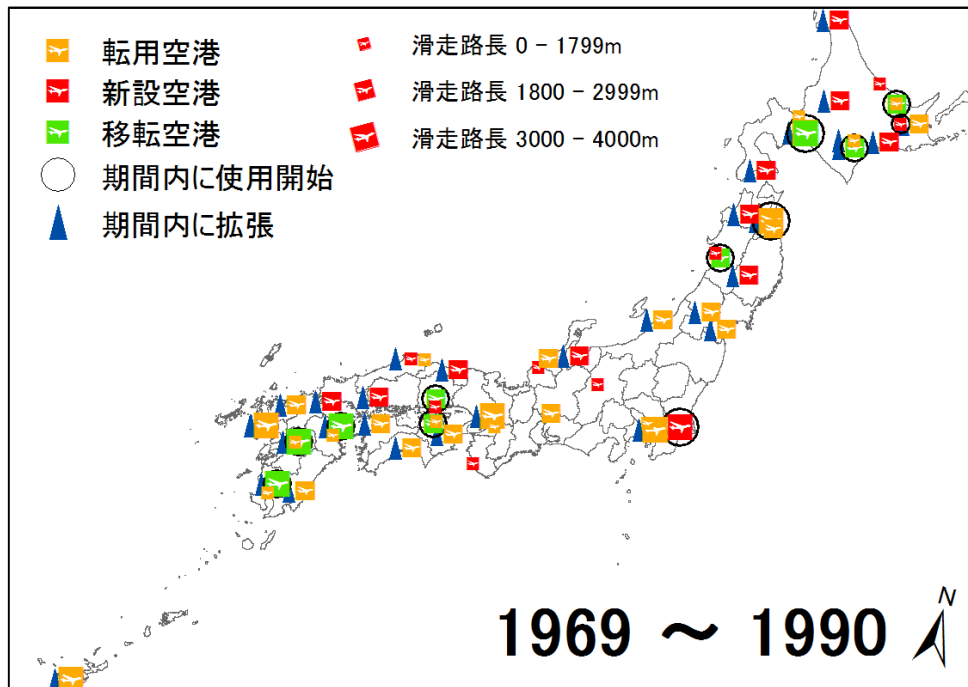 転用空港
新設空港
移転空港
期間内に使用開始
期間内に拡張
滑走路長 0 - 1799m
滑走路長 1800 - 2999m
滑走路長 3000 - 4000m
1969 ～ 1990
N